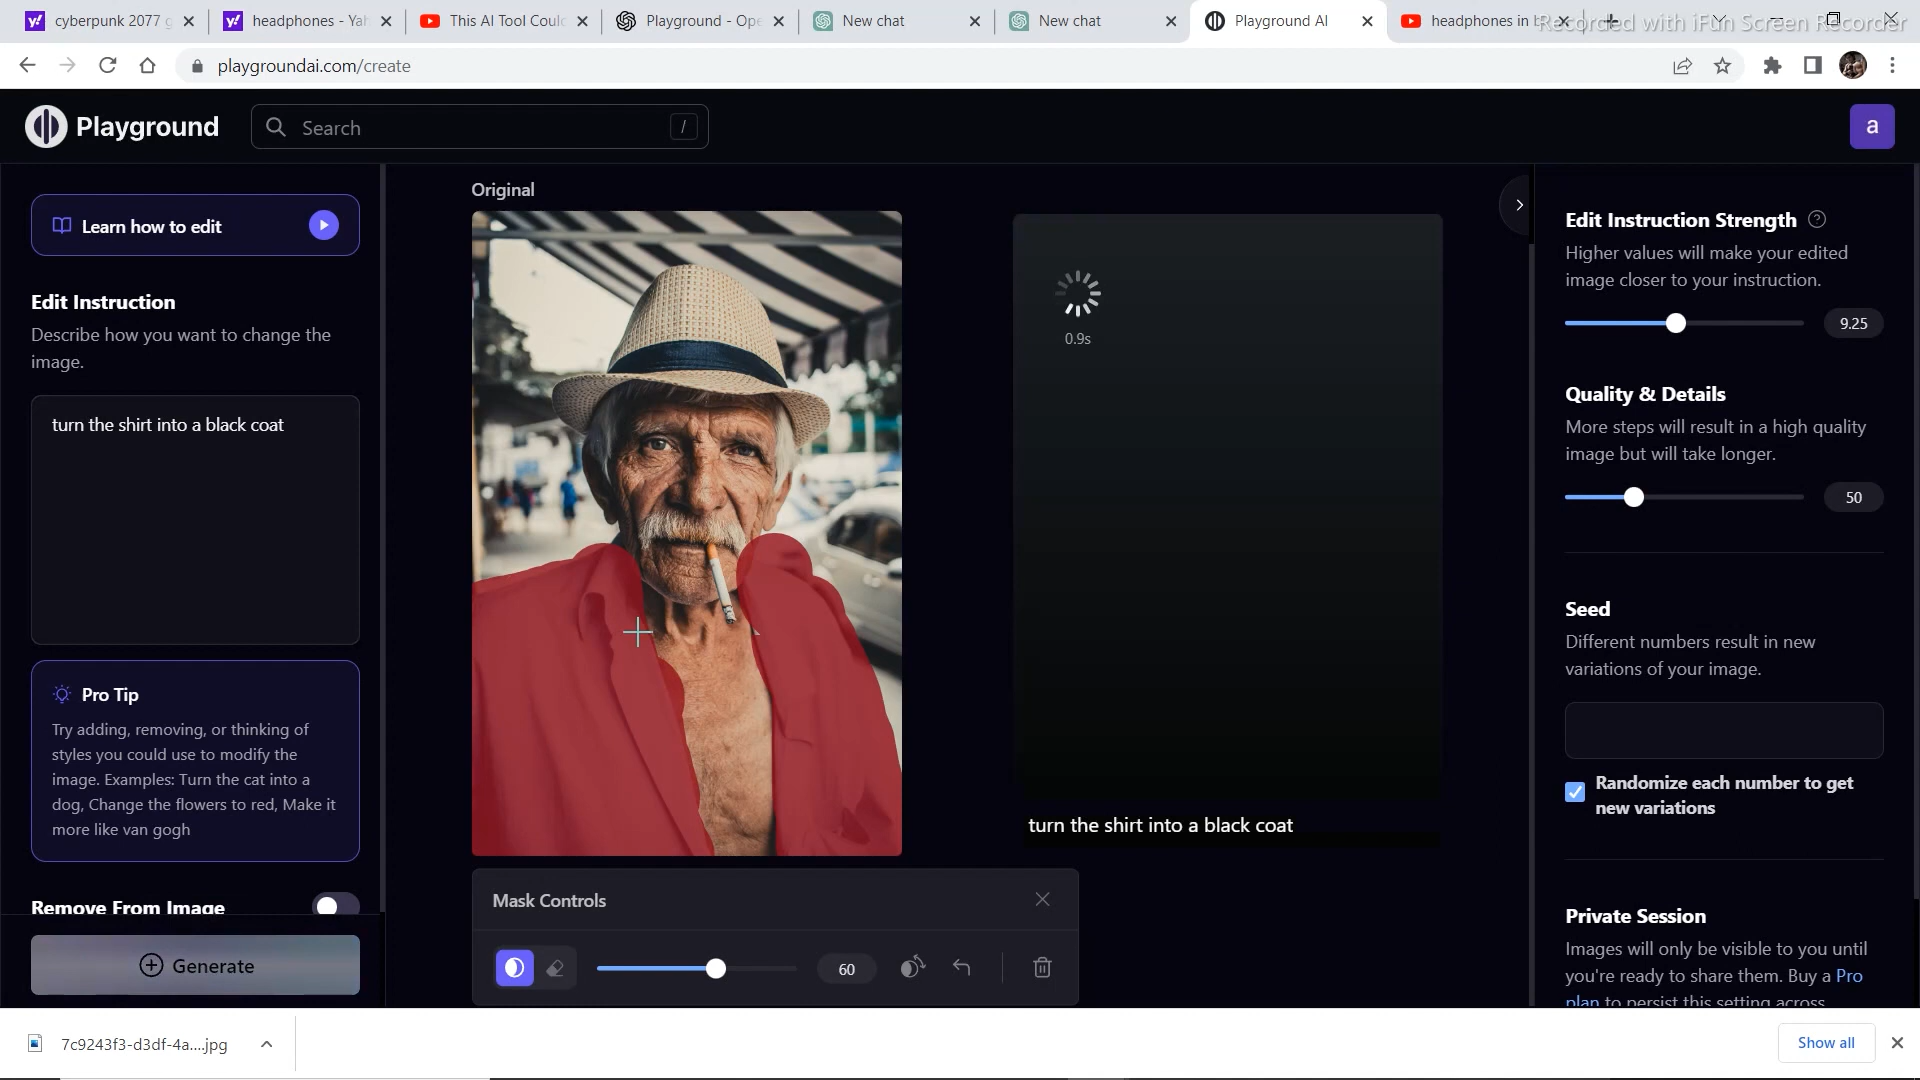 cyberpunk 2077 g
headphones - Yah
This AI Tool Could
Playground - Ope
New chat
New chat
Playground AI
headphones in b
Recorded with iFun Screen Recorder
playgroundai.com/create
Playground
Search
/
a
Learn how to edit
Edit Instruction
Describe how you want to change the
image.
turn the shirt into a black coat
Pro Tip
Try adding, removing, or thinking of
styles you could use to modify the
image. Examples: Turn the cat into a
dog, Change the flowers to red, Make it
more like van gogh
Remove From Image
Generate
Original
0.9s
turn the shirt into a black coat
Mask Controls
60
Edit Instruction Strength
Higher values will make your edited
image closer to your instruction.
9.25
Quality & Details
More steps will result in a high quality
image but will take longer.
50
Seed
Different numbers result in new
variations of your image.
Randomize each number to get
new variations
Private Session
Images will only be visible to you until
you're ready to share them. Buy a Pro
plan to persist this setting across
7c9243f3-d3df-4a....jpg
Show all